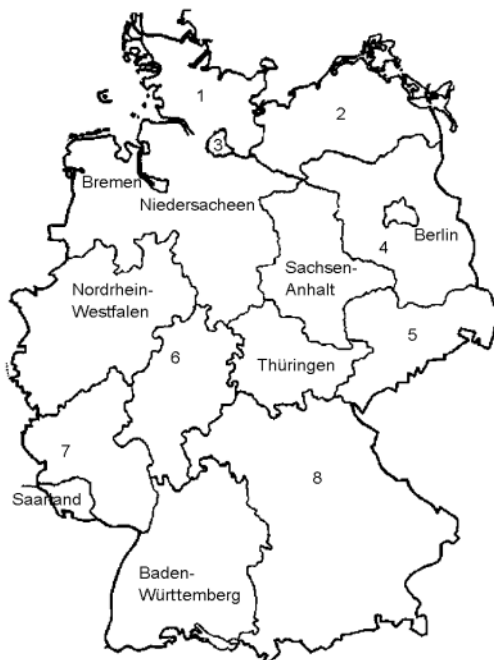 1
2
3
Bremen
Niedersacheen
4
Berlin
Sachsen-
Anhalt
Nordrhein-
Westfalen
5
6
Thüringen
7
8
Saarland
Baden-
Württemberg